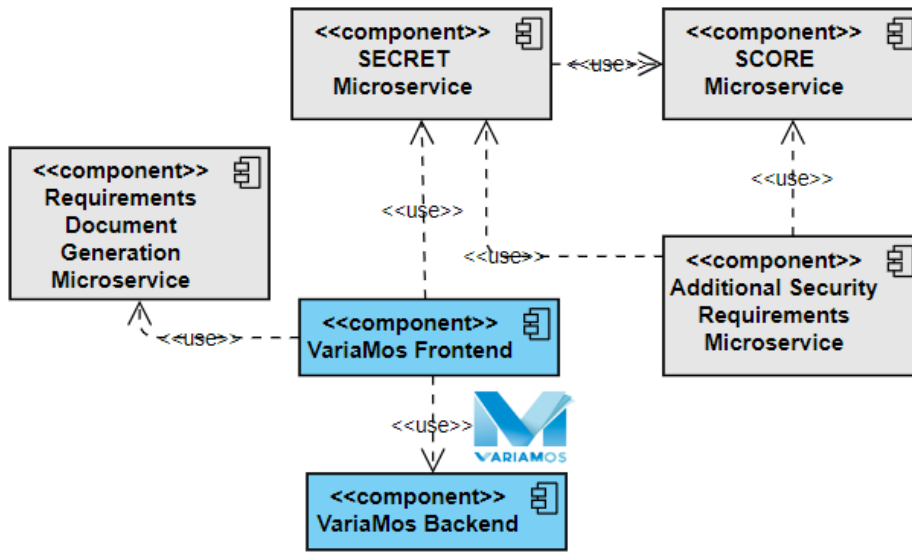 <<component>>
SECRET
Microservice
<<use>>
<<component>>
SCORE
Microservice
<<component>>
Requirements
Document
Generation
Microservice
<<use>>
<<use>>
<<use>>
<<component>>
Additional Security
Requirements
Microservice
<<use>>
<<component>>
VariaMos Frontend
<<use>>
VARIAMOS
<<component>>
VariaMos Backend